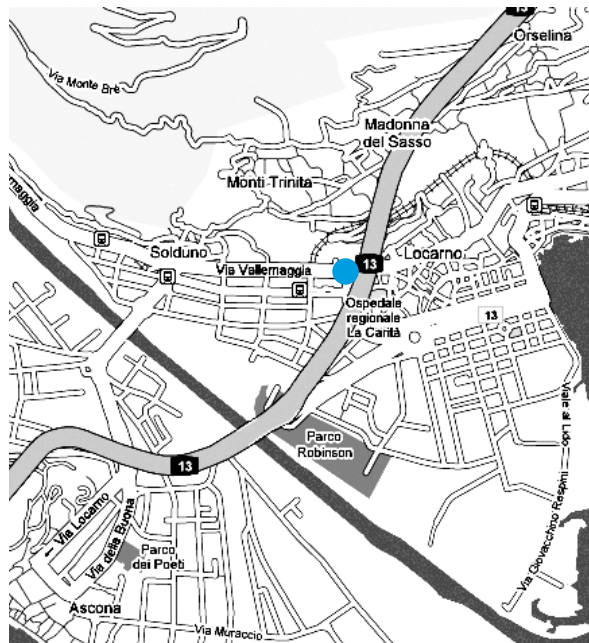 13
Orselina
Via Monte Brè
Madonna
del Sasso
Monti Trinita
maggia
Solduno
Locarno
Via Vallemaggia
13
Ospedale
regionale
La Carità
13
Viale al Lido
Parco
Robinson
13
Via Locarno
Via della Buona
Parco
dei Poeti
Via Giovacchino Respini
Ascona
Via Muraccio